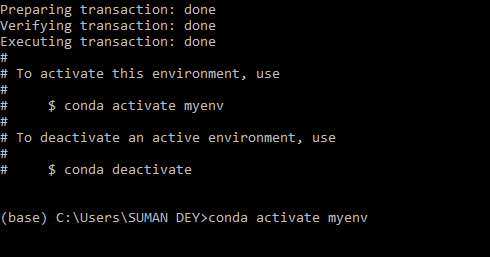 Preparing transaction: done
Verifying transaction: done
Executing transaction: done
#
# To activate this environment, use
#
#     $ conda activate myenv
#
# To deactivate an active environment, use
#
#     $ conda deactivate
(base) C:\Users\SUMAN DEY>conda activate myenv